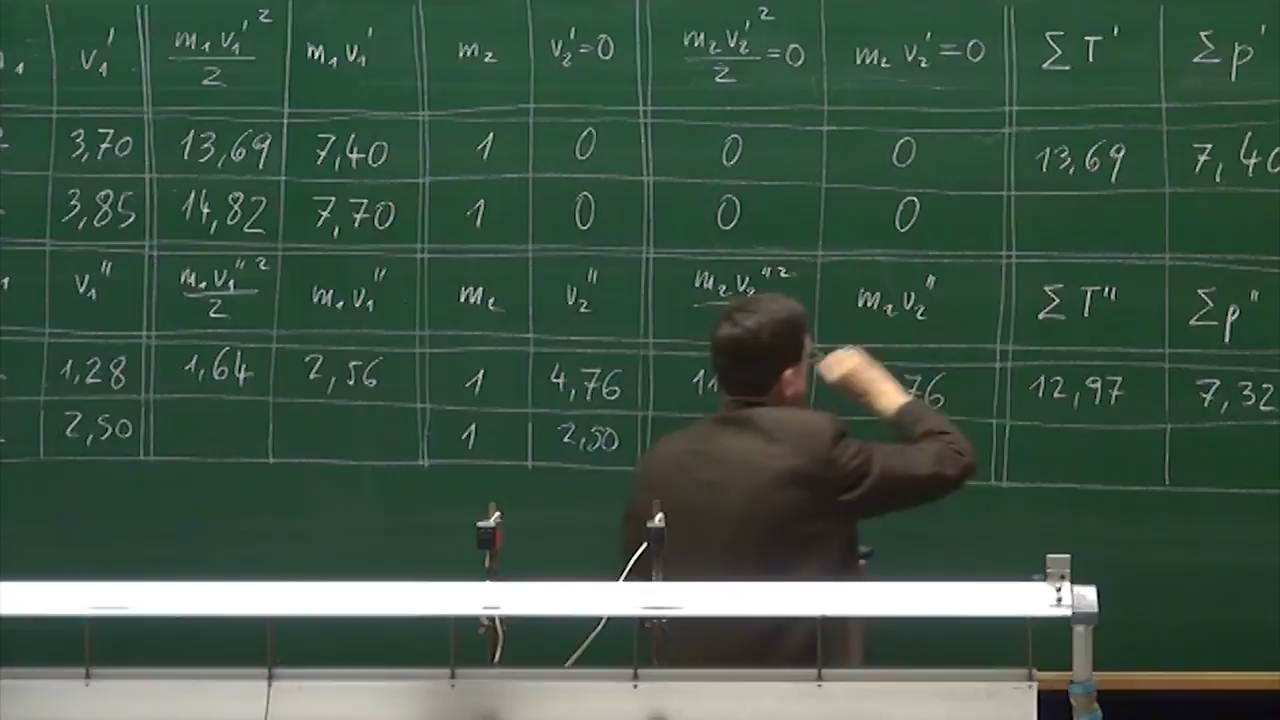 v₁' m₁v₁'²/2 m₁v₁' m₂ v₂'=0 m₂v₂'²/2=0 m₂v₂'=0 ΣT' Σp'
3,70 13,69 7,40 1 0 0 0 13,69 7,40
3,85 14,82 7,70 1 0 0 0
v₁'' m₁v₁''²/2 m₁v₁'' m₂ v₂'' m₂v₂''² m₂v₂'' ΣT'' Σp''
1,28 1,64 2,56 1 4,76 11 76 12,97 7,32
2,50 1 2,50